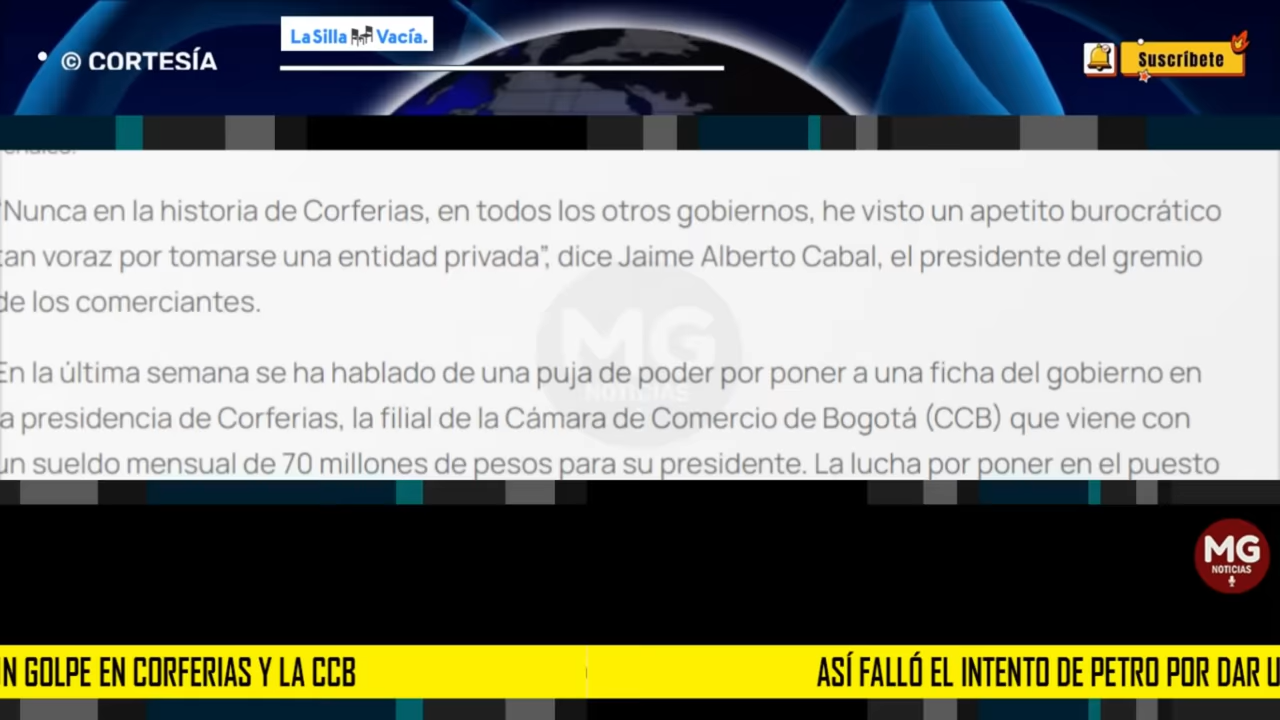 LaSilla Vacía.
© CORTESÍA
Suscríbete
“Nunca en la historia de Corferias, en todos los otros gobiernos, he visto un apetito burocrático
tan voraz por tomarse una entidad privada”, dice Jaime Alberto Cabal, el presidente del gremio
de los comerciantes.
MG
NOTICIAS
En la última semana se ha hablado de una puja de poder por poner a una ficha del gobierno en
la presidencia de Corferias, la filial de la Cámara de Comercio de Bogotá (CCB) que viene con
un sueldo mensual de 70 millones de pesos para su presidente. La lucha por poner en el puesto
MG
NOTICIAS
N GOLPE EN CORFERIAS Y LA CCB
ASÍ FALLÓ EL INTENTO DE PETRO POR DAR U